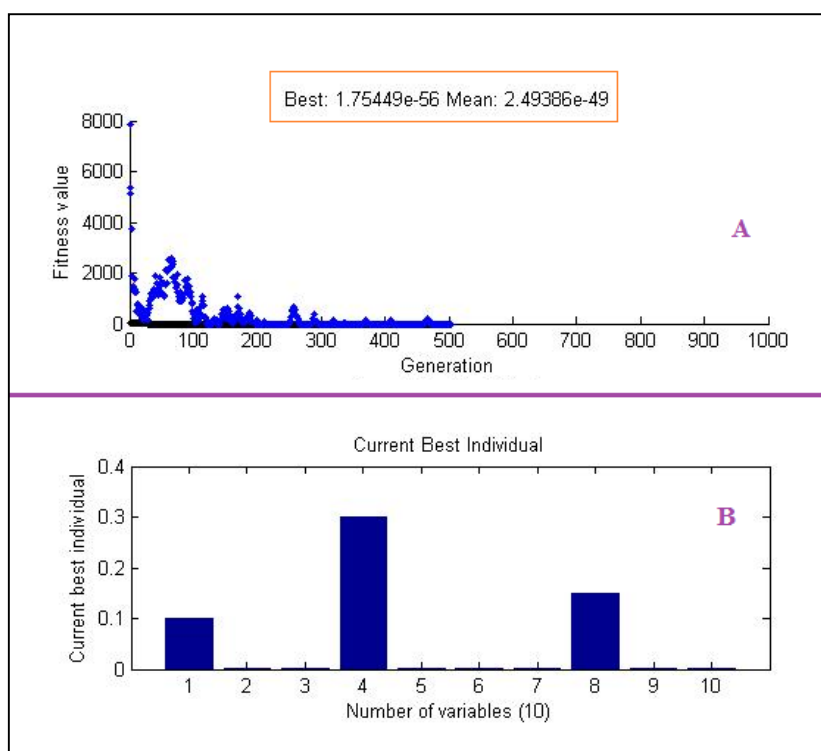 Best: 1.75449e-56 Mean: 2.49386e-49
8000
6000
4000
2000
0
Fitness value
A
0 100 200 300 400 500 600 700 800 900 1000
Generation
Current Best Individual
0.4
0.3
0.2
0.1
0
Current best individual
B
1 2 3 4 5 6 7 8 9 10
Number of variables (10)